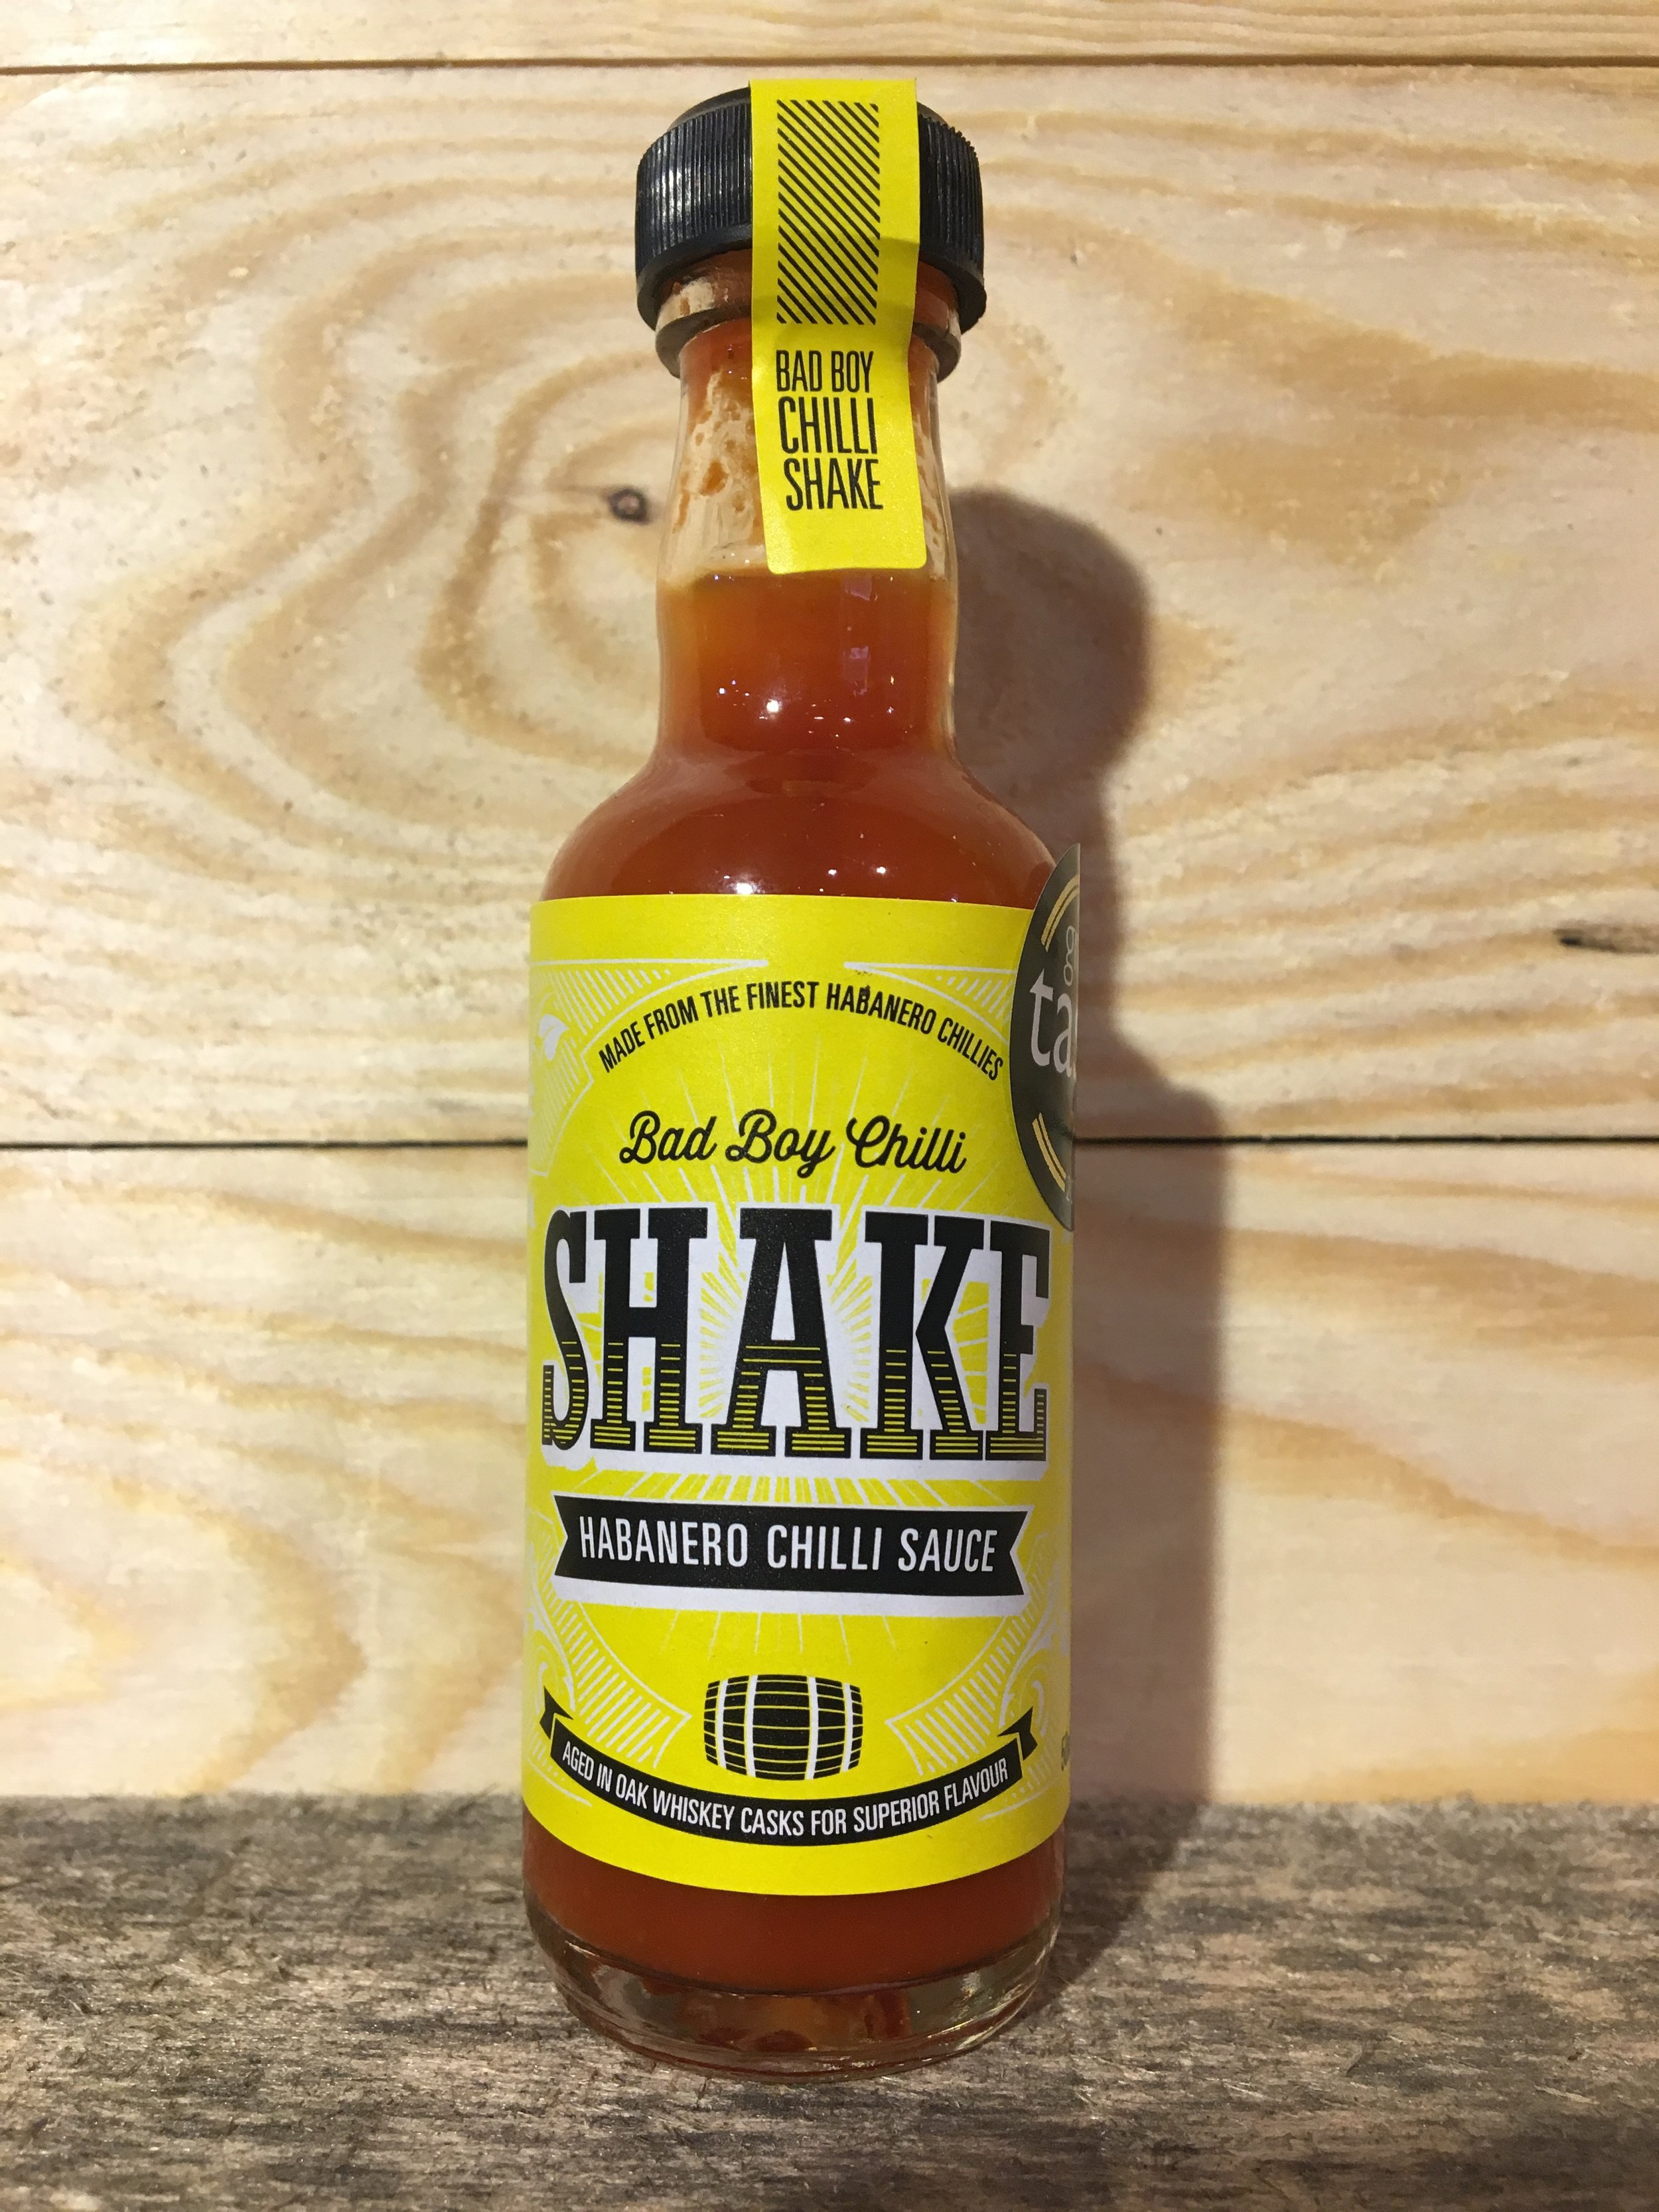 BAD BOY
CHILLI
SHAKE
MADE FROM THE FINEST HABANERO CHILLIES
Bad Boy Chilli
SHAKE
HABANERO CHILLI SAUCE
AGED IN OAK WHISKEY CASKS FOR SUPERIOR FLAVOUR